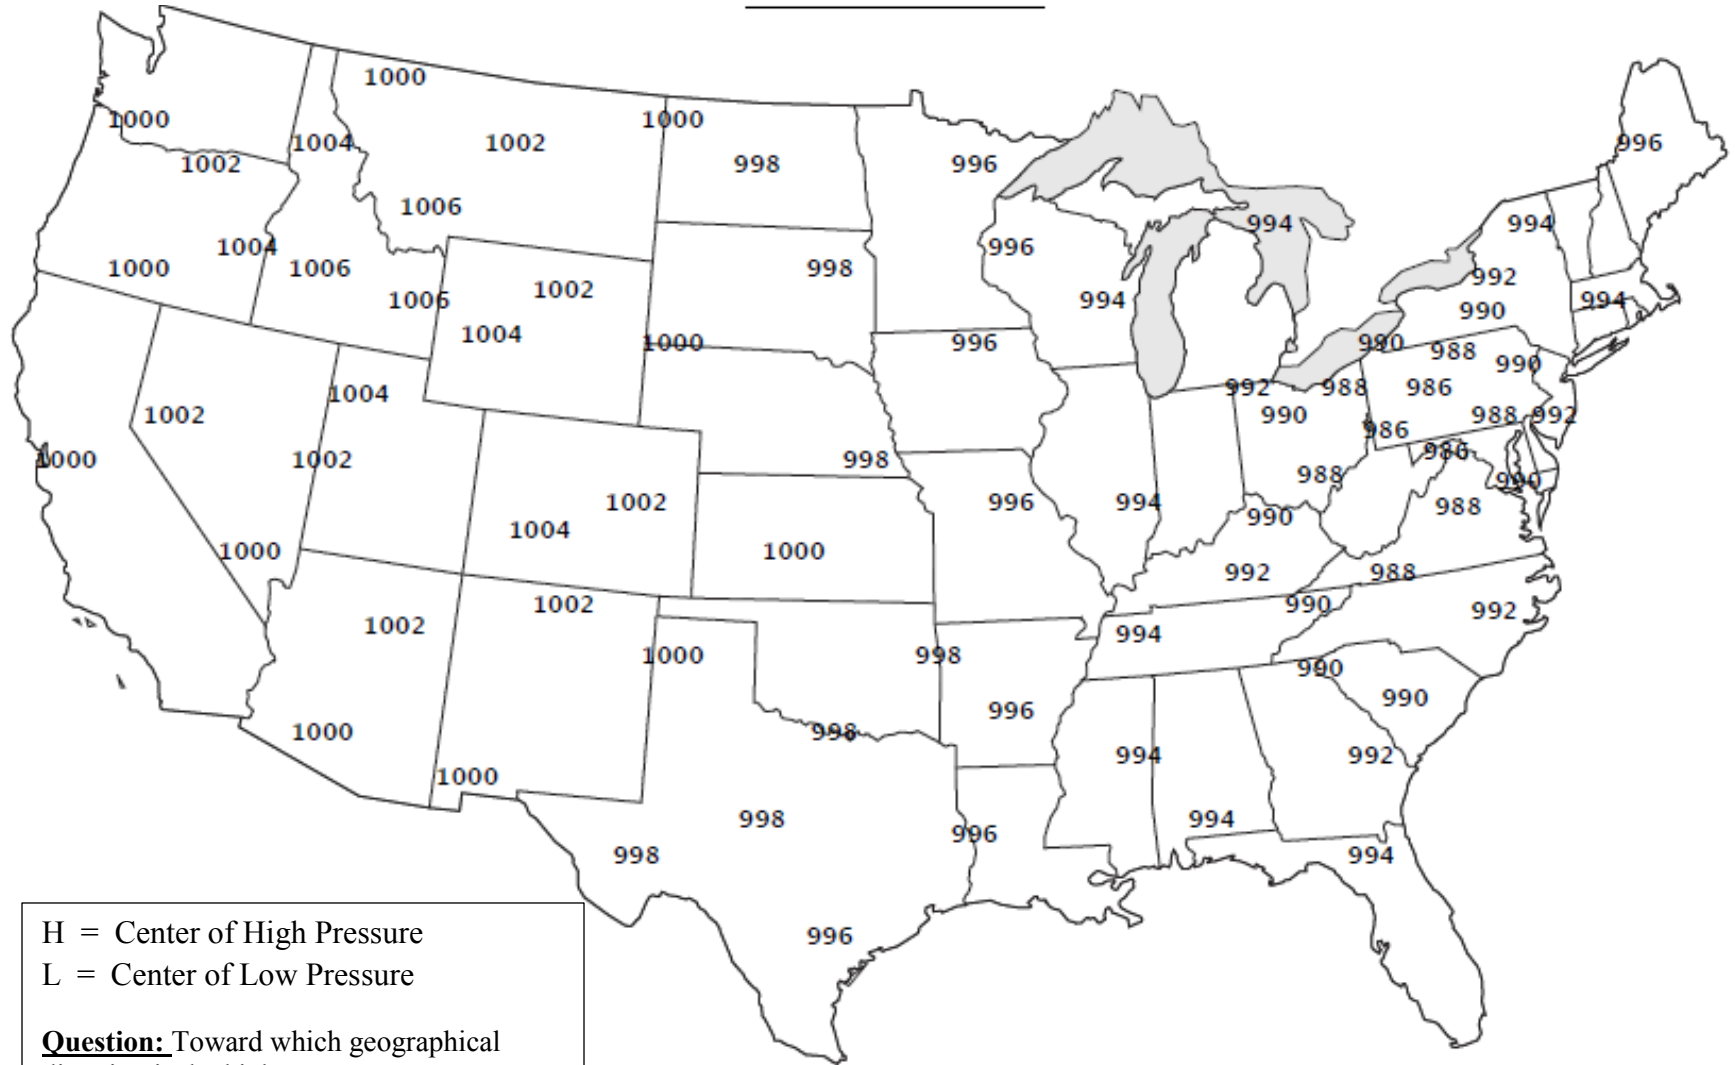 1000
1000 1000
1004 1002 996
1002 998 996
1006
994 994
1004 996
1000 1006 998
992
1002
1006 994 994
990
1004
1000 996 990
988
990
1004 992 988 986
1002 990 988 992
986
986
1000 1002 998
988
990
1002 996 994 988
990
1004
1000 1000
992 988
1002 990 992
1002 994
1000 998
990
990
996
1000 998
994 992
1000
998 994
996
998 994
996
H = Center of High Pressure
L = Center of Low Pressure
Question: Toward which geographical